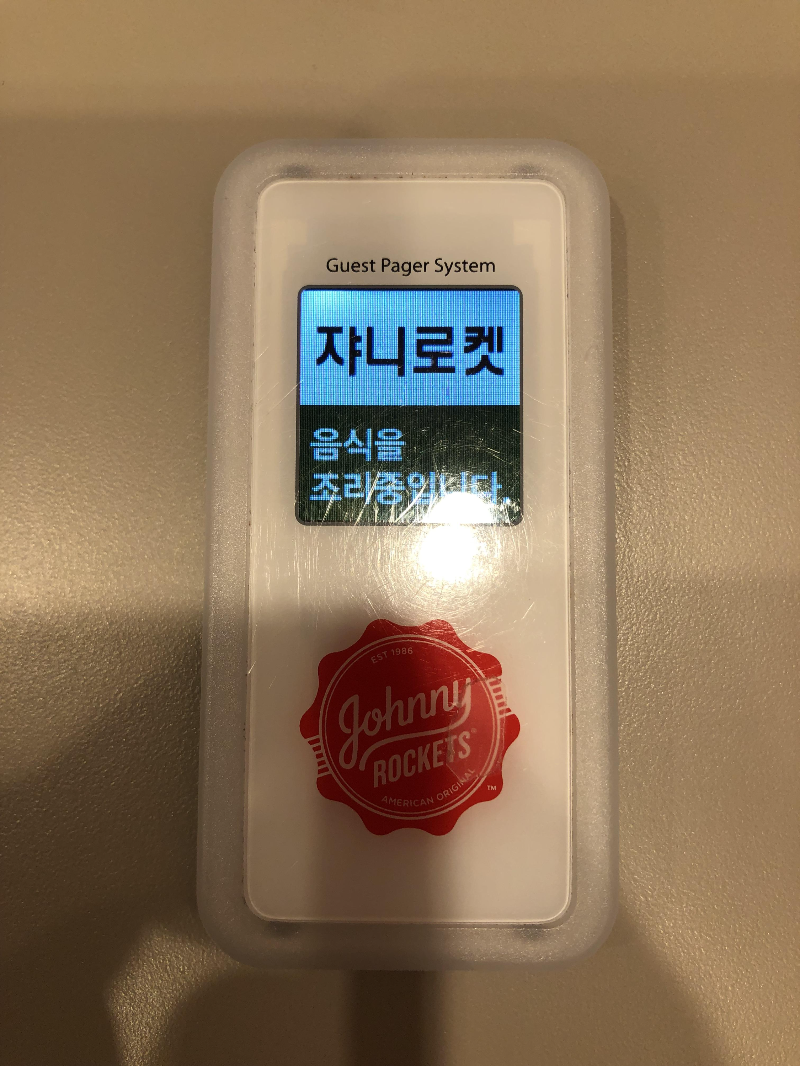 Guest Pager System
쟈니로켓
음식을
조리중입니다.
EST 1986
Johnny
ROCKETS
AMERICAN ORIGINAL
TM